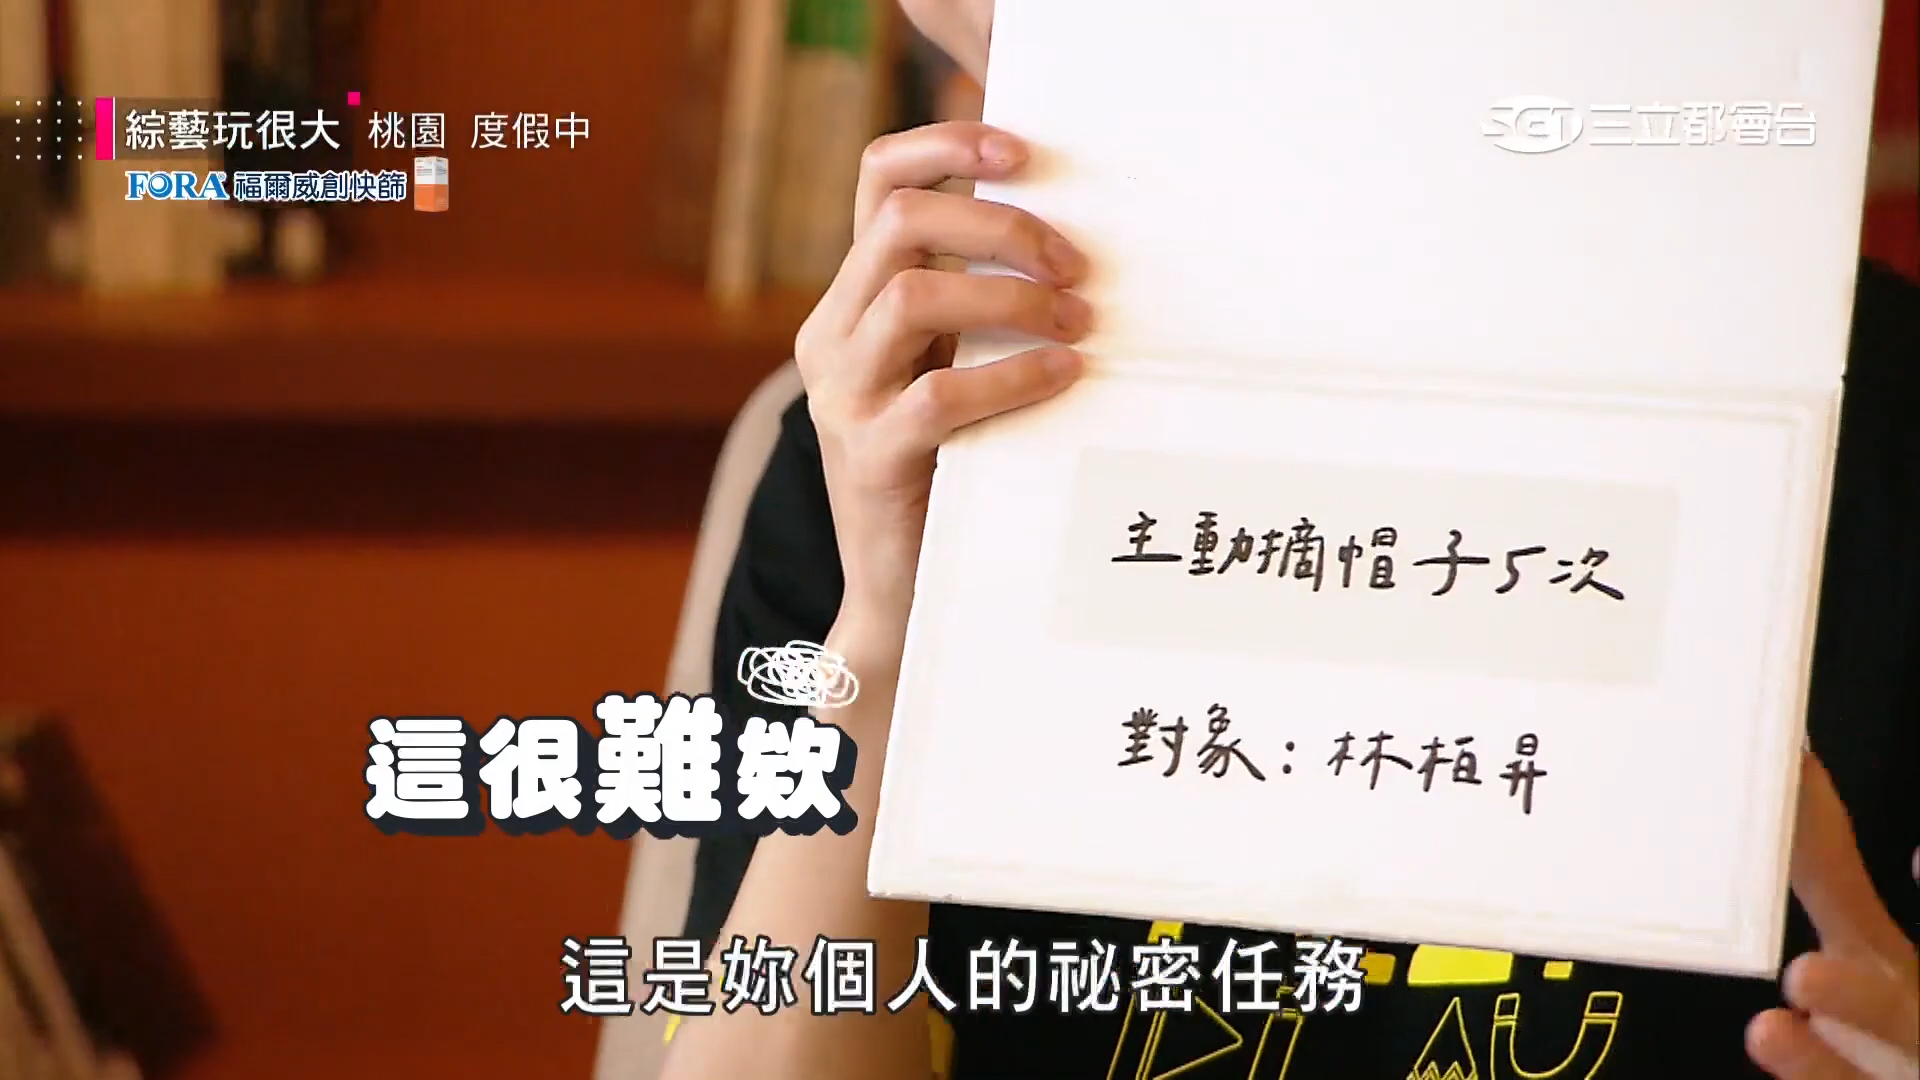 綜藝玩很大 桃園 度假中
FORA 福爾威創快篩
SET 三立都會台
主動摘帽子5次
對象:林柏昇
這很難欸
這是妳個人的祕密任務